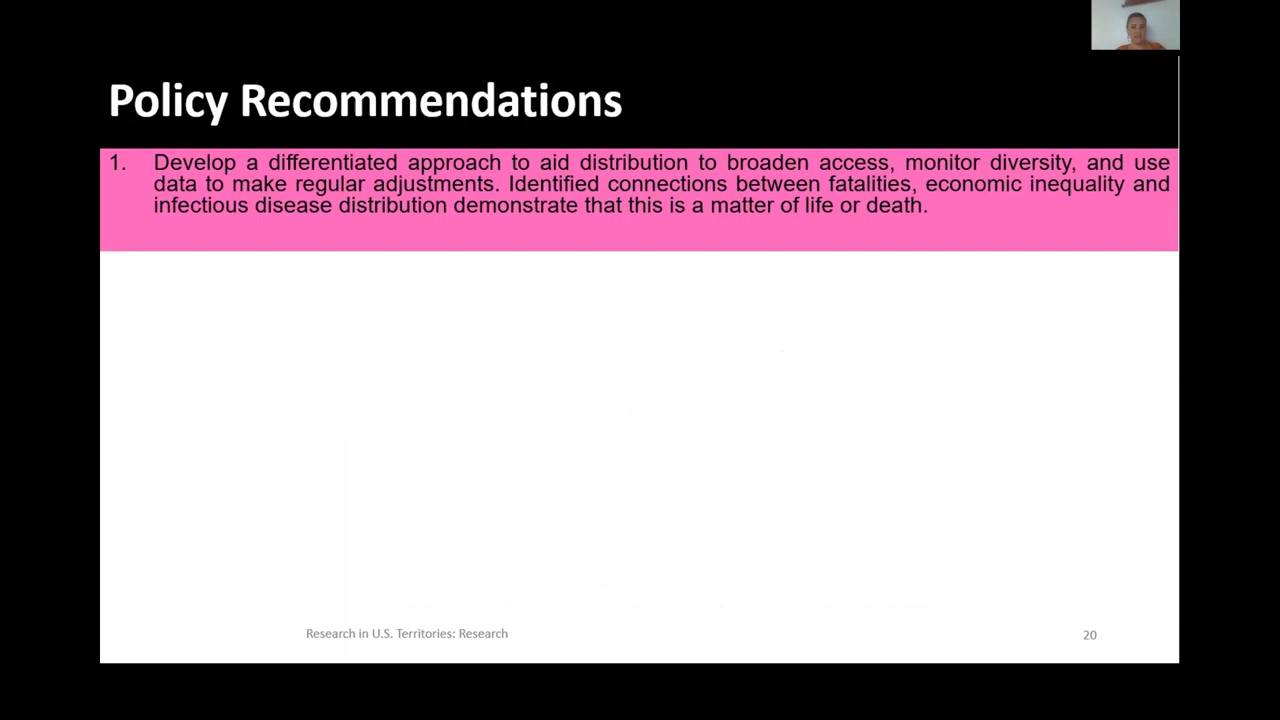 Policy Recommendations
1. Develop a differentiated approach to aid distribution to broaden access, monitor diversity, and use
data to make regular adjustments. Identified connections between fatalities, economic inequality and
infectious disease distribution demonstrate that this is a matter of life or death.
Research in U.S. Territories: Research
20